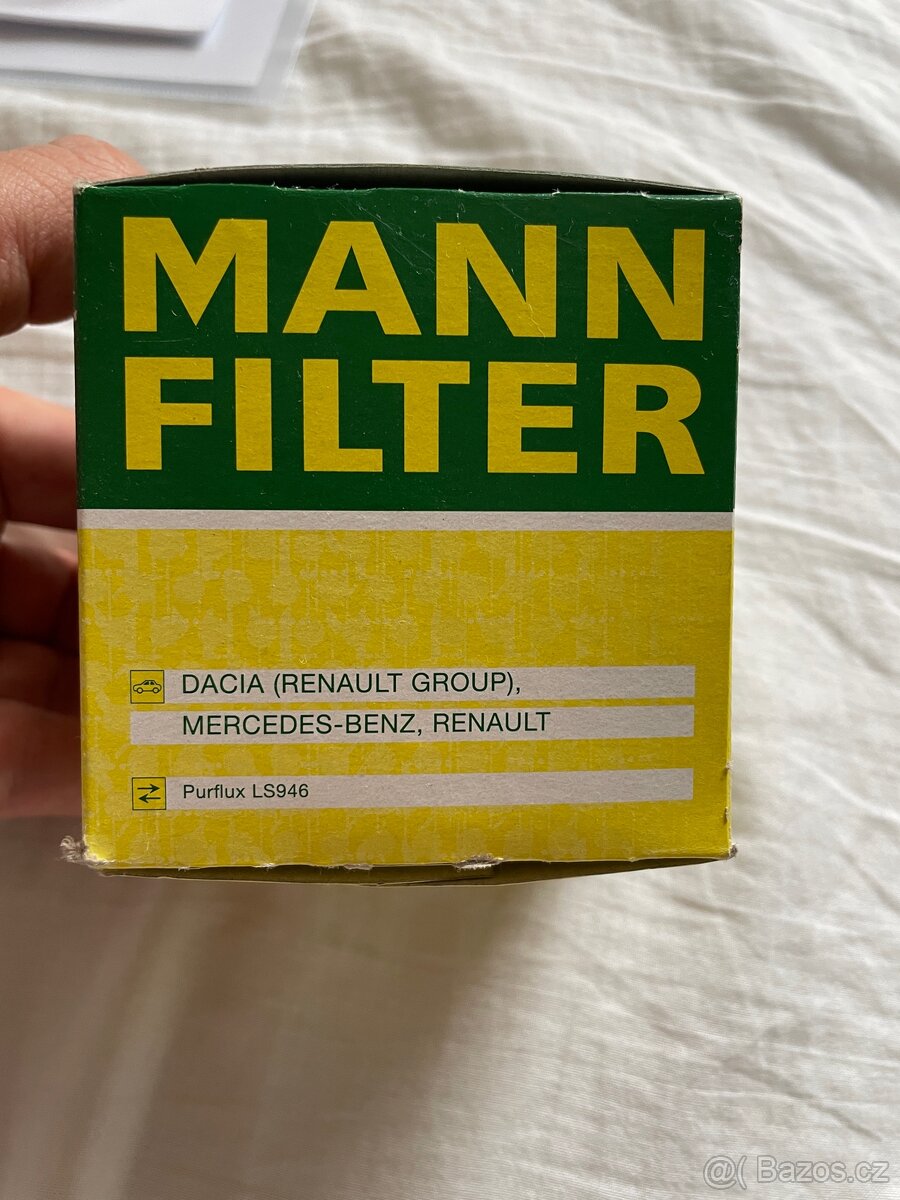 MANN
FILTER
DACIA (RENAULT GROUP),
MERCEDES-BENZ, RENAULT
Purflux LS946
@( Bazos.cz